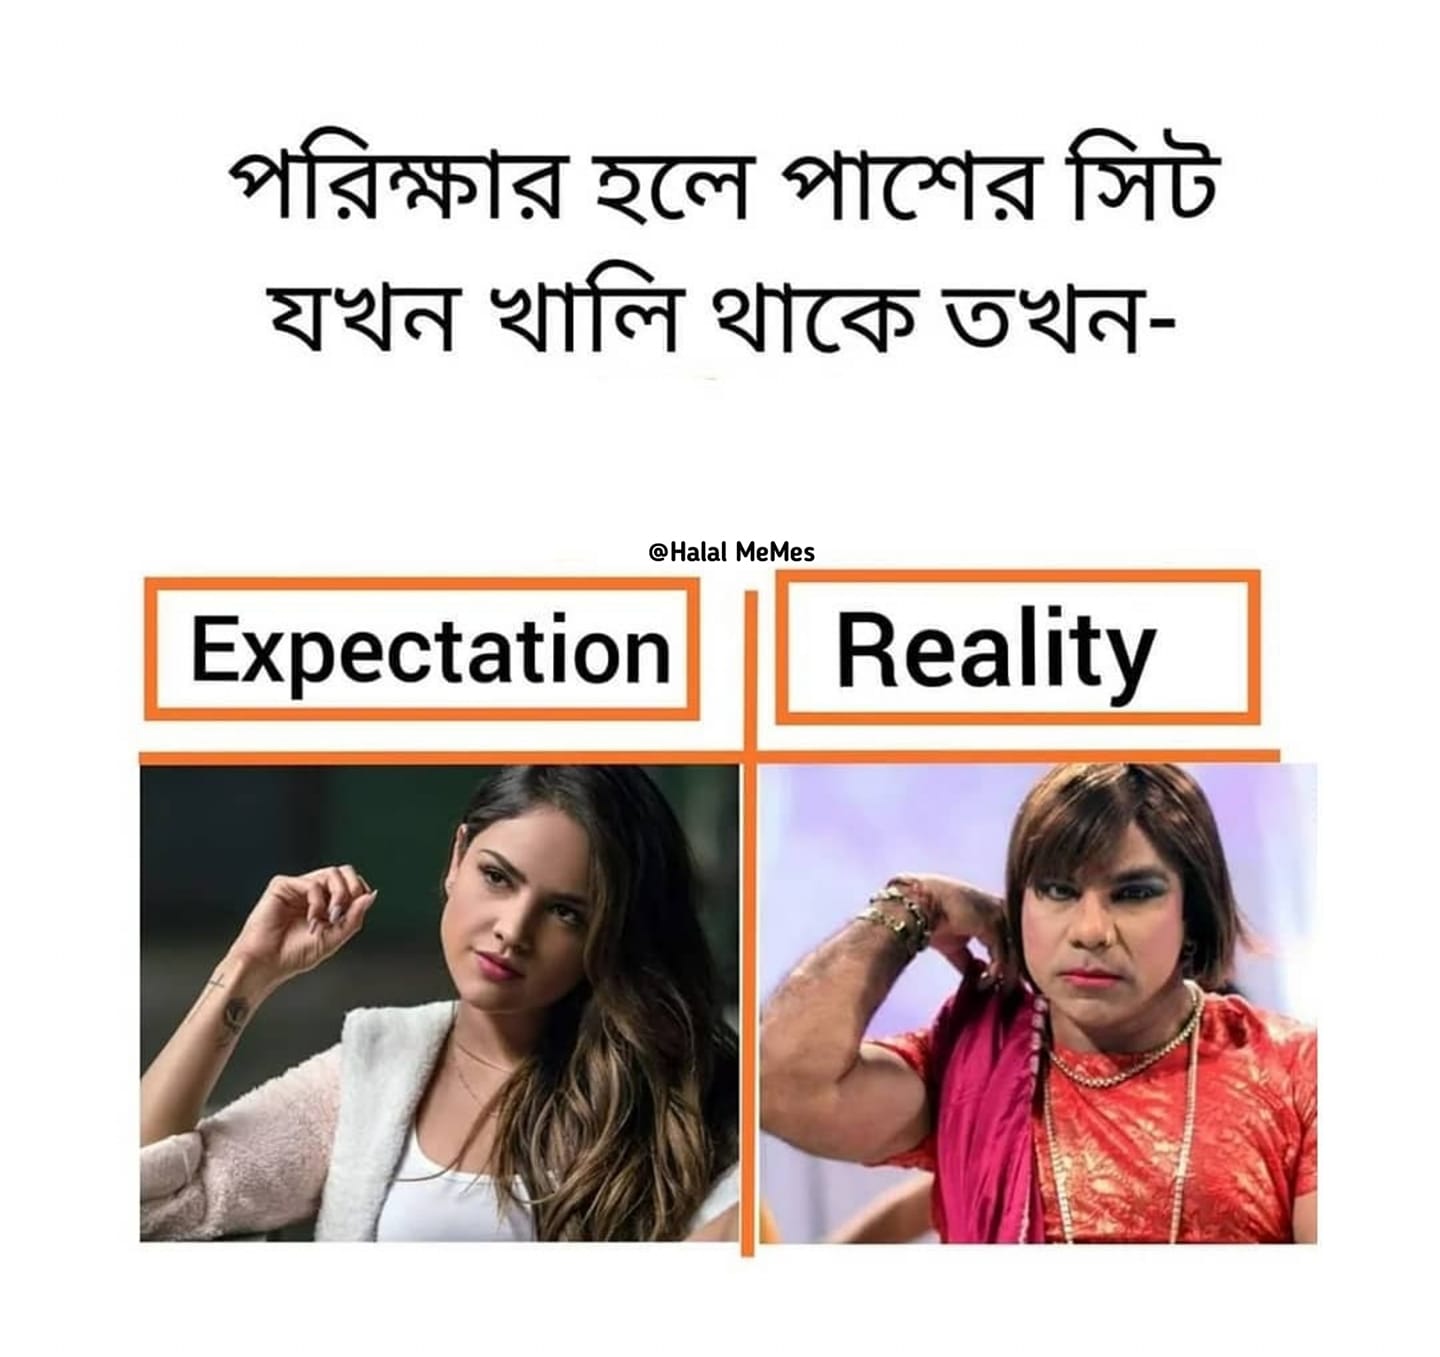 পরিক্ষার হলে পাশের সিট
যখন খালি থাকে তখন-
@Halal MeMes
Expectation
Reality